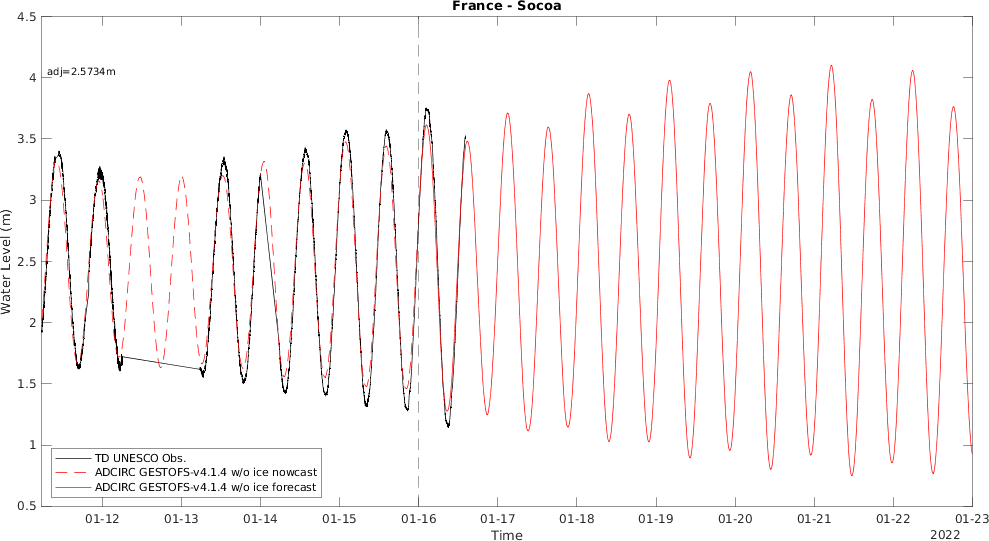 France - Socoa
adj=2.5734m
Water Level (m)
4.5
4
3.5
3
2.5
2
1.5
1
0.5
TD UNESCO Obs.
ADCIRC GESTOFS-v4.1.4 w/o ice nowcast
ADCIRC GESTOFS-v4.1.4 w/o ice forecast
01-12 01-13 01-14 01-15 01-16 01-17 01-18 01-19 01-20 01-21 01-22 01-23
Time
2022